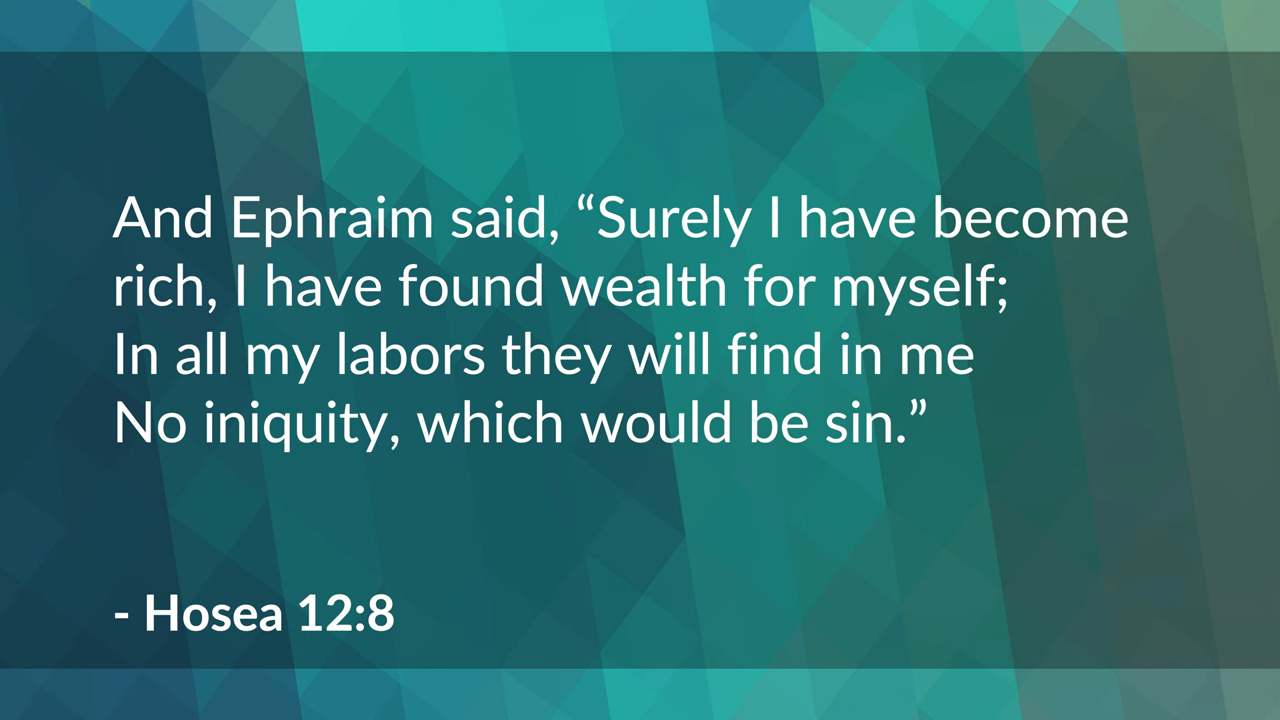 And Ephraim said, “Surely I have become
rich, I have found wealth for myself;
In all my labors they will find in me
No iniquity, which would be sin.”
- Hosea 12:8